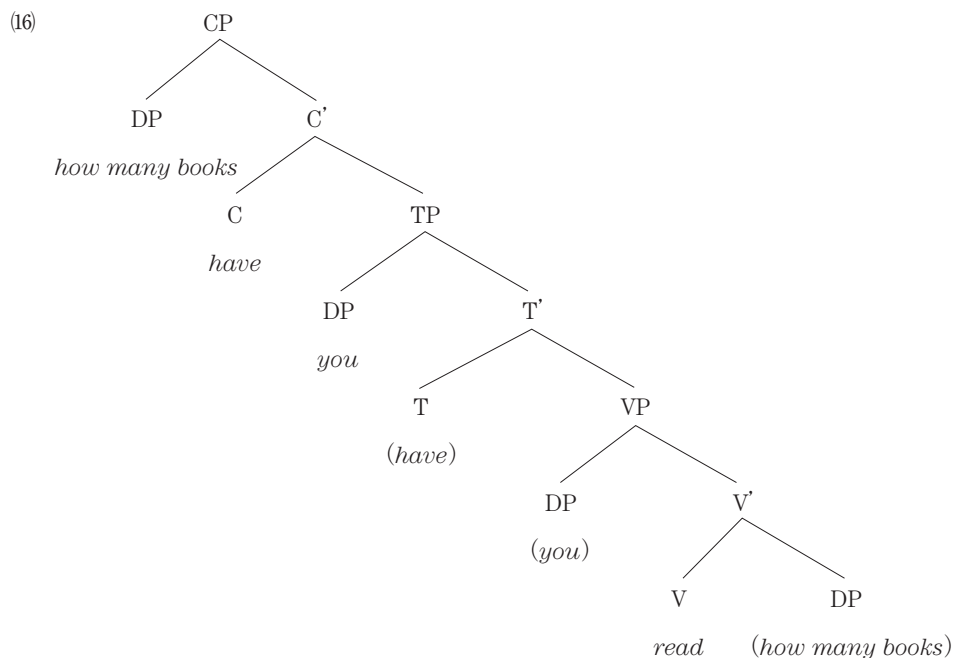 (16)
CP
DP C'
how many books
C TP
have
DP T'
you
T VP
(have)
DP V'
(you)
V DP
read (how many books)